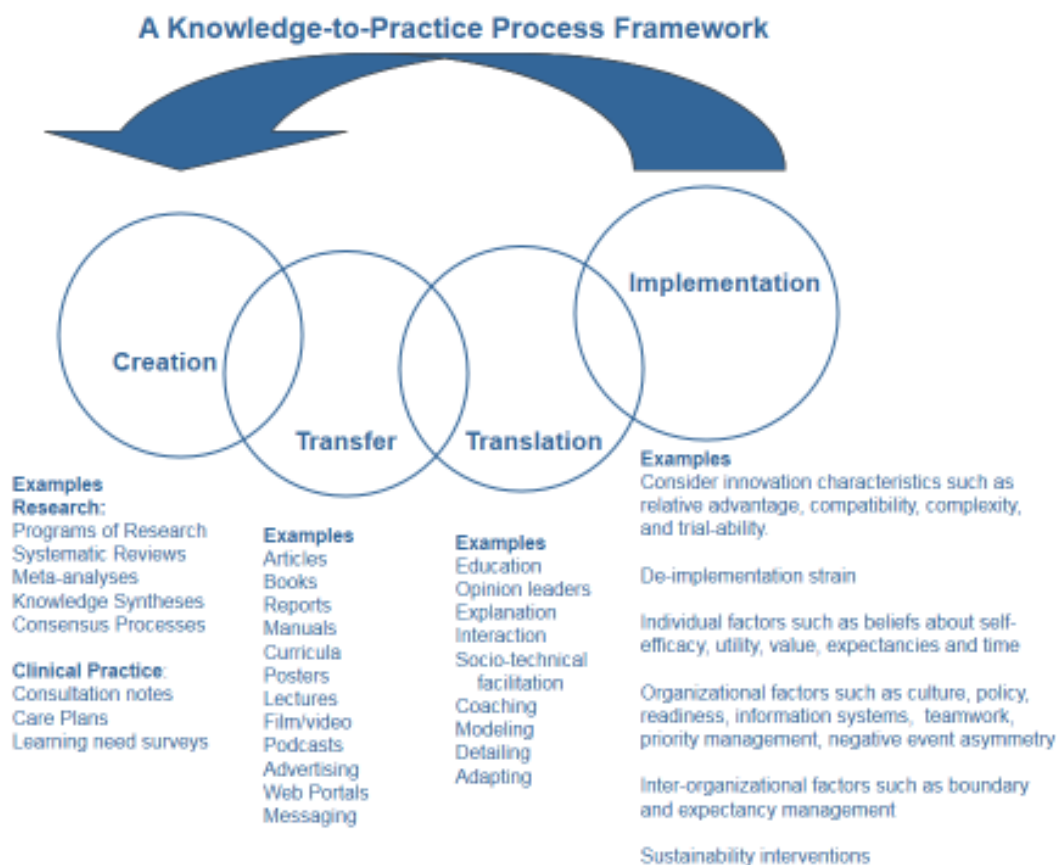 A Knowledge-to-Practice Process Framework
Creation
Transfer
Translation
Implementation
Examples
Research:
Programs of Research
Systematic Reviews
Meta-analyses
Knowledge Syntheses
Consensus Processes
Clinical Practice:
Consultation notes
Care Plans
Learning need surveys
Examples
Articles
Books
Reports
Manuals
Curricula
Posters
Lectures
Film/video
Podcasts
Advertising
Web Portals
Messaging
Examples
Education
Opinion leaders
Explanation
Interaction
Socio-technical
facilitation
Coaching
Modeling
Detailing
Adapting
Examples
Consider innovation characteristics such as
relative advantage, compatibility, complexity,
and trial-ability.
De-implementation strain
Individual factors such as beliefs about self-
efficacy, utility, value, expectancies and time
Organizational factors such as culture, policy,
readiness, information systems, teamwork,
priority management, negative event asymmetry
Inter-organizational factors such as boundary
and expectancy management
Sustainability interventions